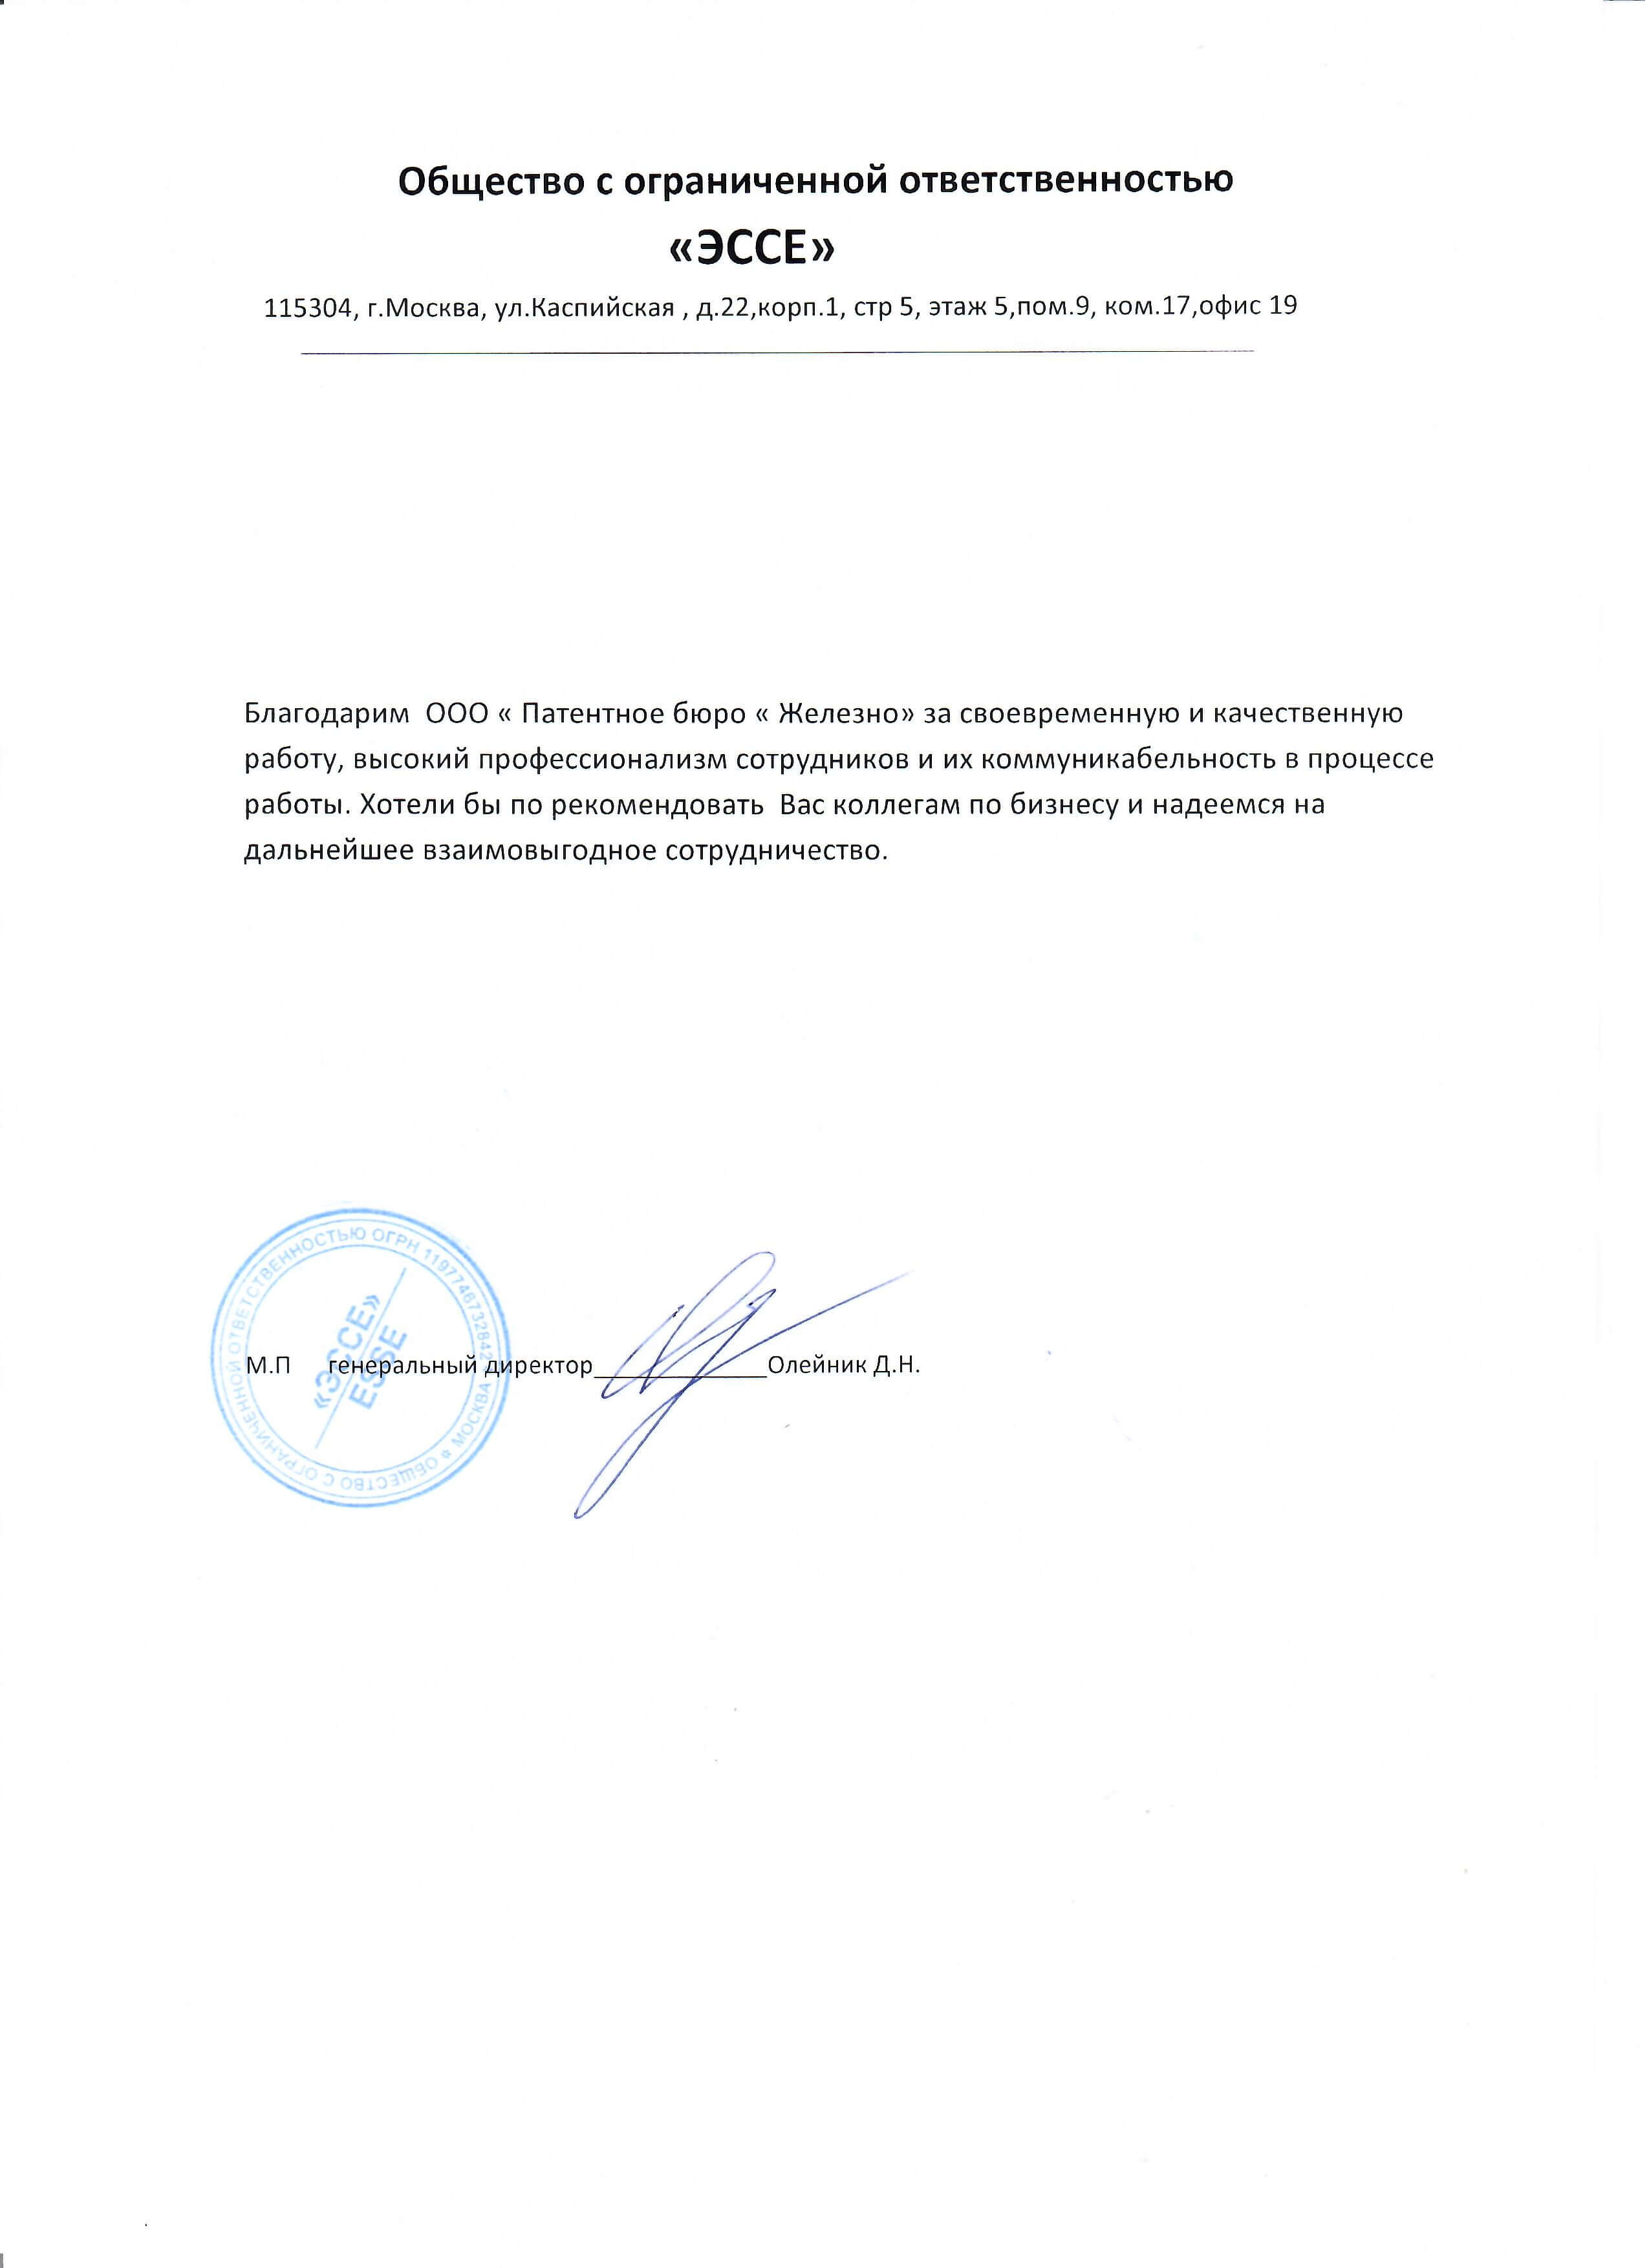 Общество с ограниченной ответственностью
«ЭССЕ»
115304, г.Москва, ул.Каспийская , д.22,корп.1, стр 5, этаж 5,пом.9, ком.17,офис 19
Благодарим  ООО « Патентное бюро « Железно» за своевременную и качественную
работу, высокий профессионализм сотрудников и их коммуникабельность в процессе
работы. Хотели бы по рекомендовать  Вас коллегам по бизнесу и надеемся на
дальнейшее взаимовыгодное сотрудничество.
ОБЩЕСТВО С ОГРАНИЧЕННОЙ ОТВЕТСТВЕННОСТЬЮ ОГРН 1197746732842
МОСКВА
«ЭССЕ»
ESSE
М.П генеральный директор_____________Олейник Д.Н.